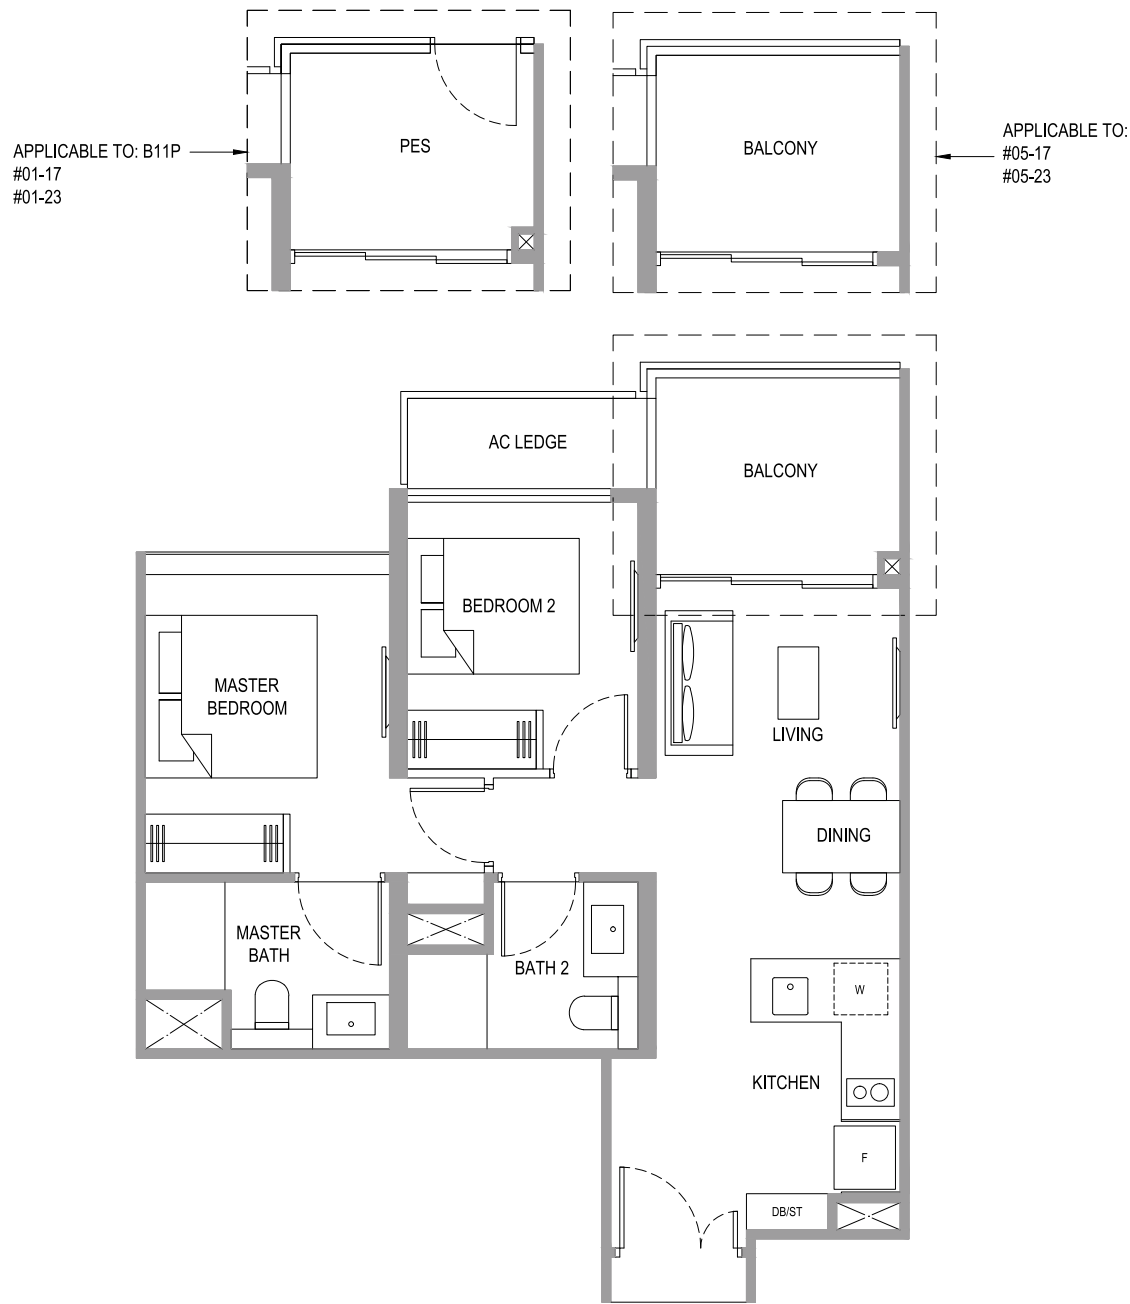 APPLICABLE TO: B11P
#01-17
#01-23
PES
BALCONY
APPLICABLE TO:
#05-17
#05-23
AC LEDGE
BALCONY
BEDROOM 2
MASTER
BEDROOM
LIVING
DINING
MASTER
BATH
BATH 2
W
KITCHEN
F
DB/ST